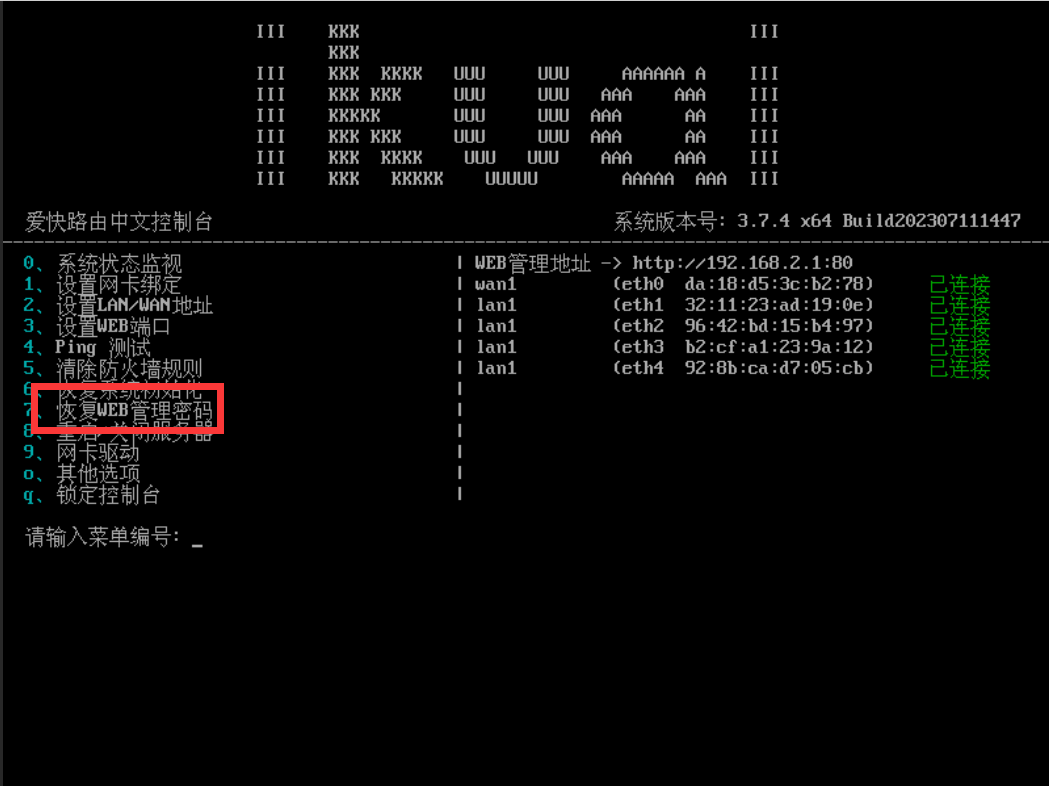 III    KKK                                     III
       KKK
III    KKK  KKKK   UUU     UUU     AAAAAA A    III
III    KKK KKK     UUU     UUU   AAA    AAA    III
III    KKKKK       UUU     UUU  AAA      AA    III
III    KKK KKK     UUU     UUU  AAA      AA    III
III    KKK  KKKK    UUU   UUU    AAA    AAA    III
III    KKK   KKKKK    UUUUU        AAAAA  AAA  III
爱快路由中文控制台 系统版本号: 3.7.4 x64 Build202307111447
0、系统状态监视 | WEB管理地址 -> http://192.168.2.1:80
1、设置网卡绑定 | wan1 (eth0 da:18:d5:3c:b2:78) 已连接
2、设置LAN/WAN地址 | lan1 (eth1 32:11:23:ad:19:0e) 已连接
3、设置WEB端口 | lan1 (eth2 96:42:bd:15:b4:97) 已连接
4、Ping 测试 | lan1 (eth3 b2:cf:a1:23:9a:12) 已连接
5、清除防火墙规则 | lan1 (eth4 92:8b:ca:d7:05:cb) 已连接
6、恢复系统初始化 |
7、恢复WEB管理密码 |
8、重启/关闭服务器 |
9、网卡驱动 |
o、其他选项 |
q、锁定控制台 |
请输入菜单编号: _